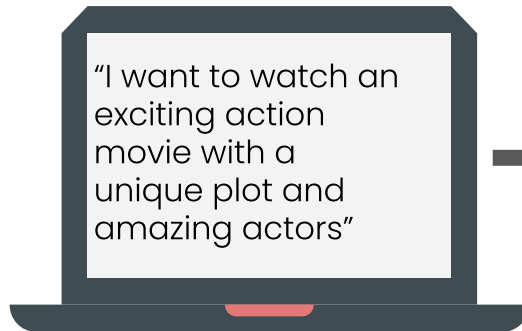 “I want to watch an
exciting action
movie with a
unique plot and
amazing actors”